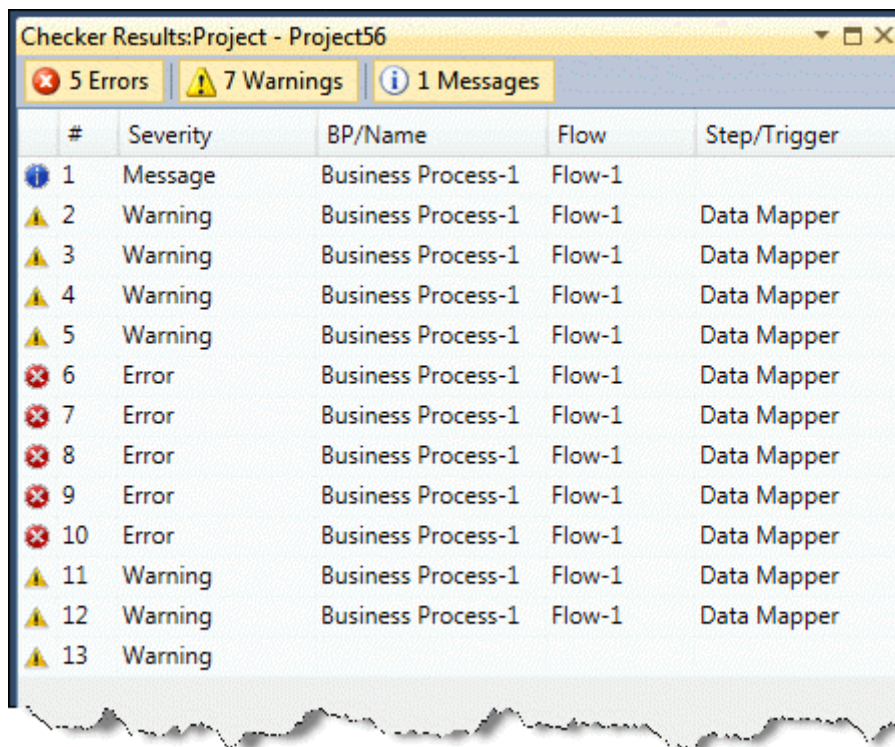 Checker Results:Project - Project56
5 Errors 7 Warnings 1 Messages
# Severity BP/Name Flow Step/Trigger
1 Message Business Process-1 Flow-1
2 Warning Business Process-1 Flow-1 Data Mapper
3 Warning Business Process-1 Flow-1 Data Mapper
4 Warning Business Process-1 Flow-1 Data Mapper
5 Warning Business Process-1 Flow-1 Data Mapper
6 Error Business Process-1 Flow-1 Data Mapper
7 Error Business Process-1 Flow-1 Data Mapper
8 Error Business Process-1 Flow-1 Data Mapper
9 Error Business Process-1 Flow-1 Data Mapper
10 Error Business Process-1 Flow-1 Data Mapper
11 Warning Business Process-1 Flow-1 Data Mapper
12 Warning Business Process-1 Flow-1 Data Mapper
13 Warning